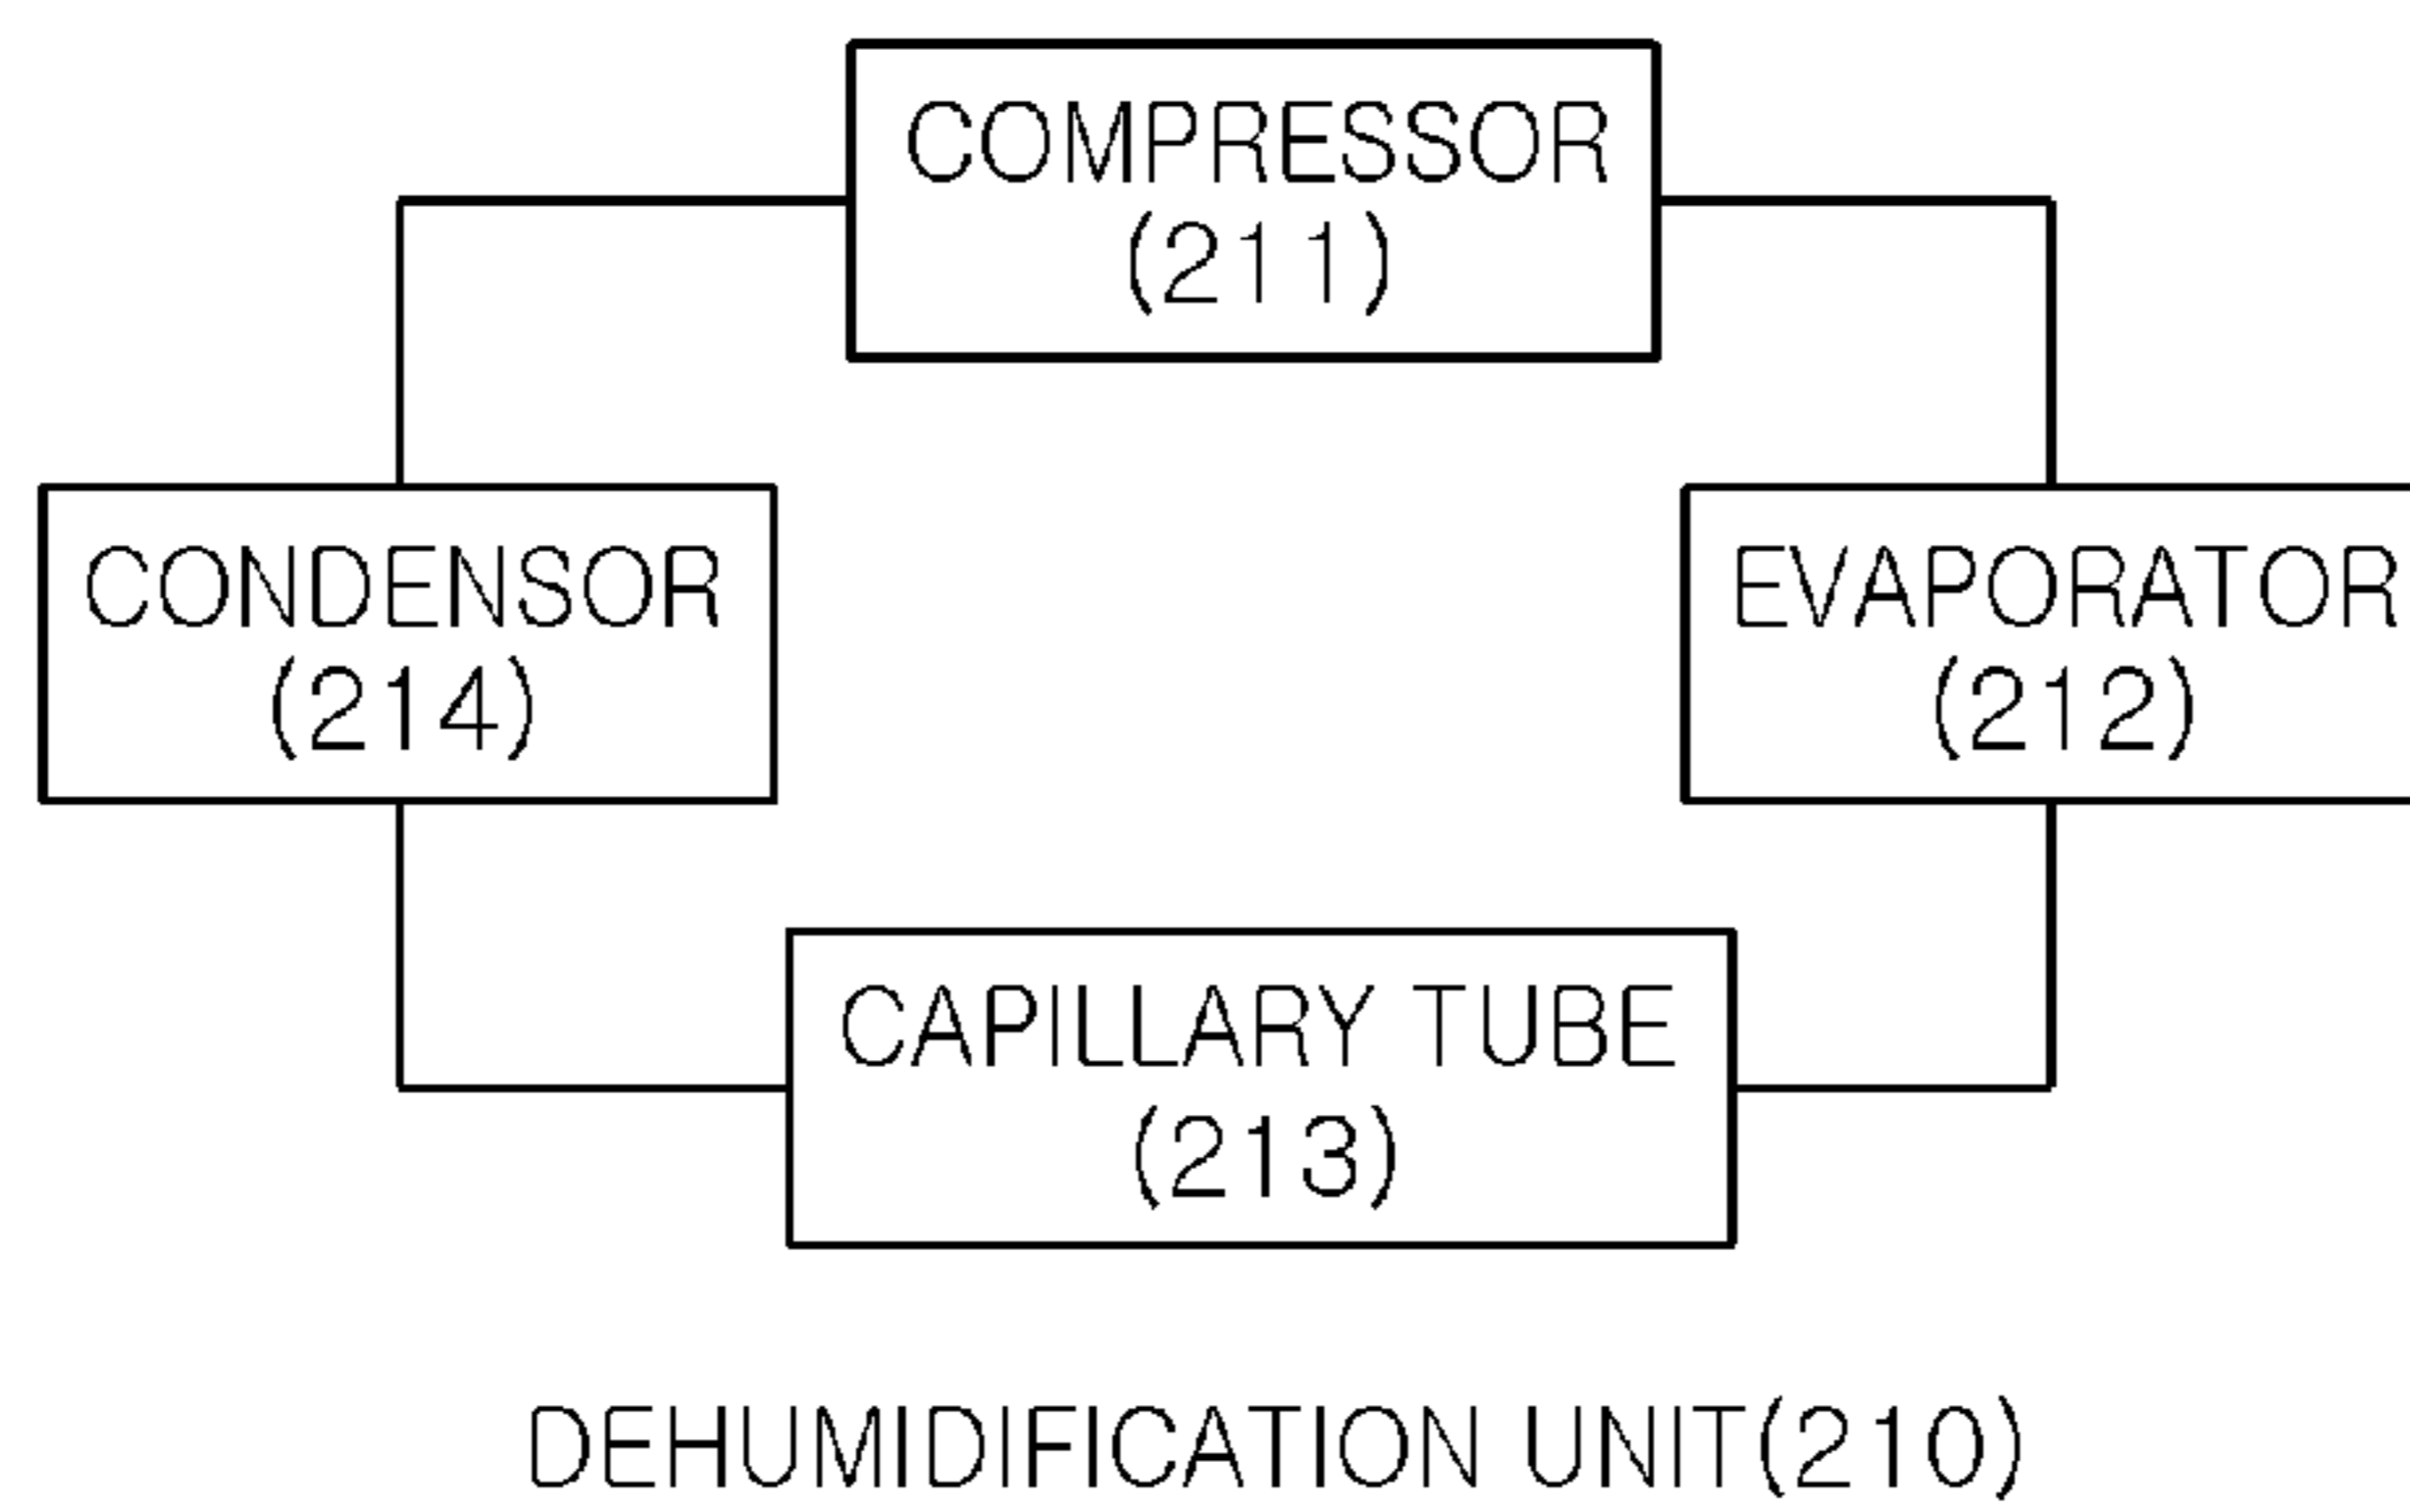 COMPRESSOR
(211)
CONDENSOR
(214)
EVAPORATOR
(212)
CAPILLARY TUBE
(213)
DEHUMIDIFICATION UNIT(210)